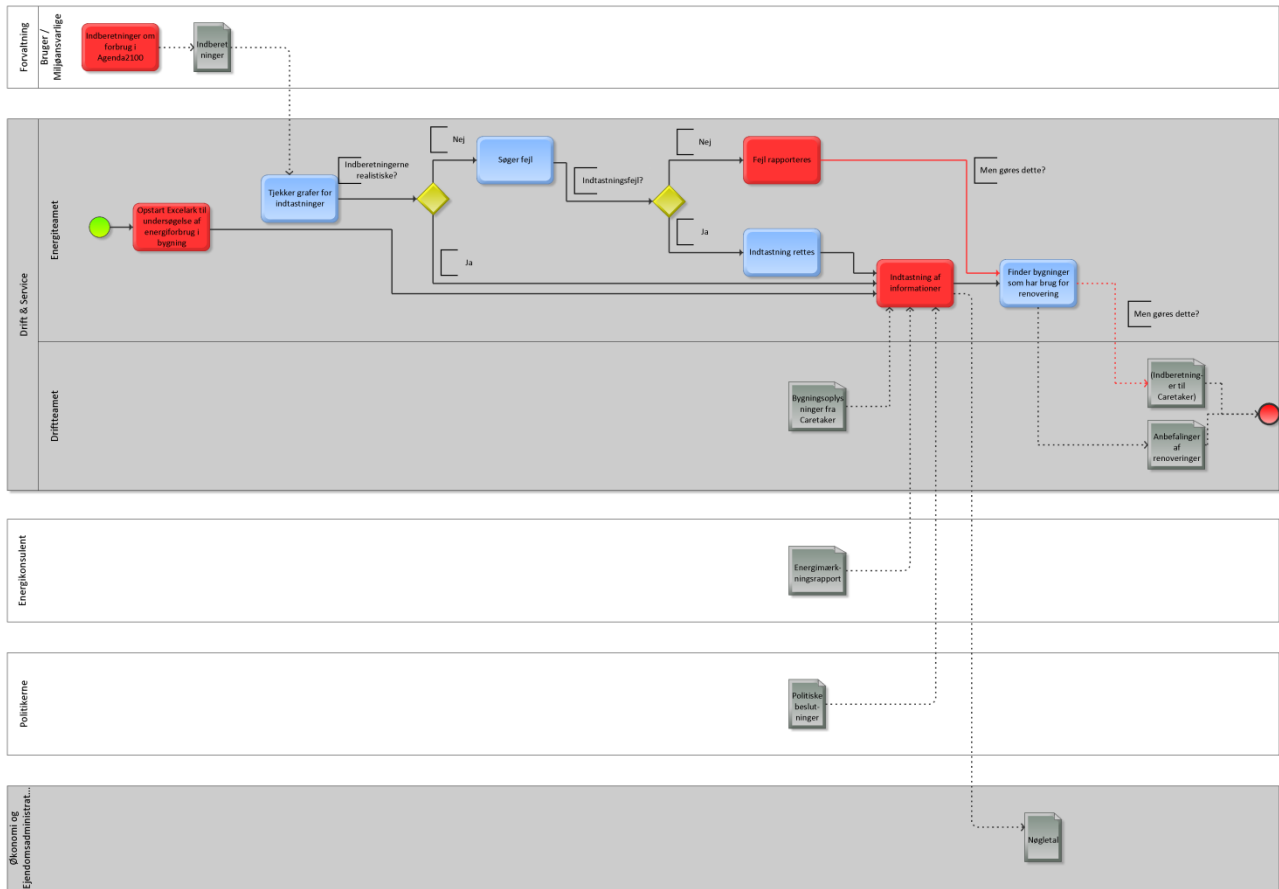 Forvaltning
Bruger /
Miljøansvarlige
Indberetninger om
forbrug i
Agenda2100
Indberet
ninger
Drift & Service
Energiteamet
Opstart Excelark til
undersøgelse af
energiforbrug i
bygning
Tjekker grafer for
indtastninger
Indberetningerne
realistiske?
Nej
Ja
Søger fejl
Indtastningsfejl?
Nej
Ja
Fejl rapporteres
Indtastning rettes
Indtastning af
informationer
Men gøres dette?
Finder bygninger
som har brug for
renovering
Men gøres dette?
Driftteamet
Bygningsoplys
ninger fra
Caretaker
(Indberetning-
er til
Caretaker)
Anbefalinger
af
renoveringer
Energikonsulent
Energimærk-
ningsrapport
Politikerne
Politiske
beslut-
ninger
Økonomi og
Ejendomsadministrat...
Nøgletal